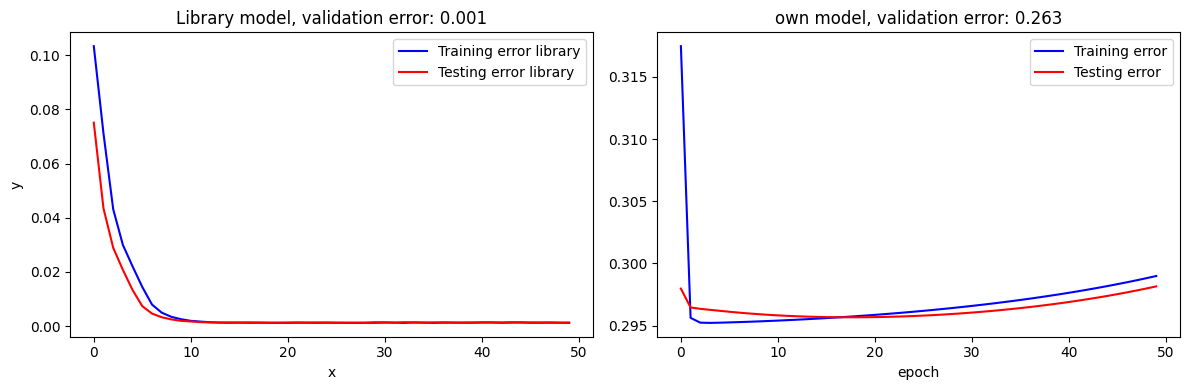 Library model, validation error: 0.001
Training error library
Testing error library
0.10
0.08
0.06
0.04
0.02
0.00
y
0 10 20 30 40 50
x
own model, validation error: 0.263
Training error
Testing error
0.315
0.310
0.305
0.300
0.295
0 10 20 30 40 50
epoch